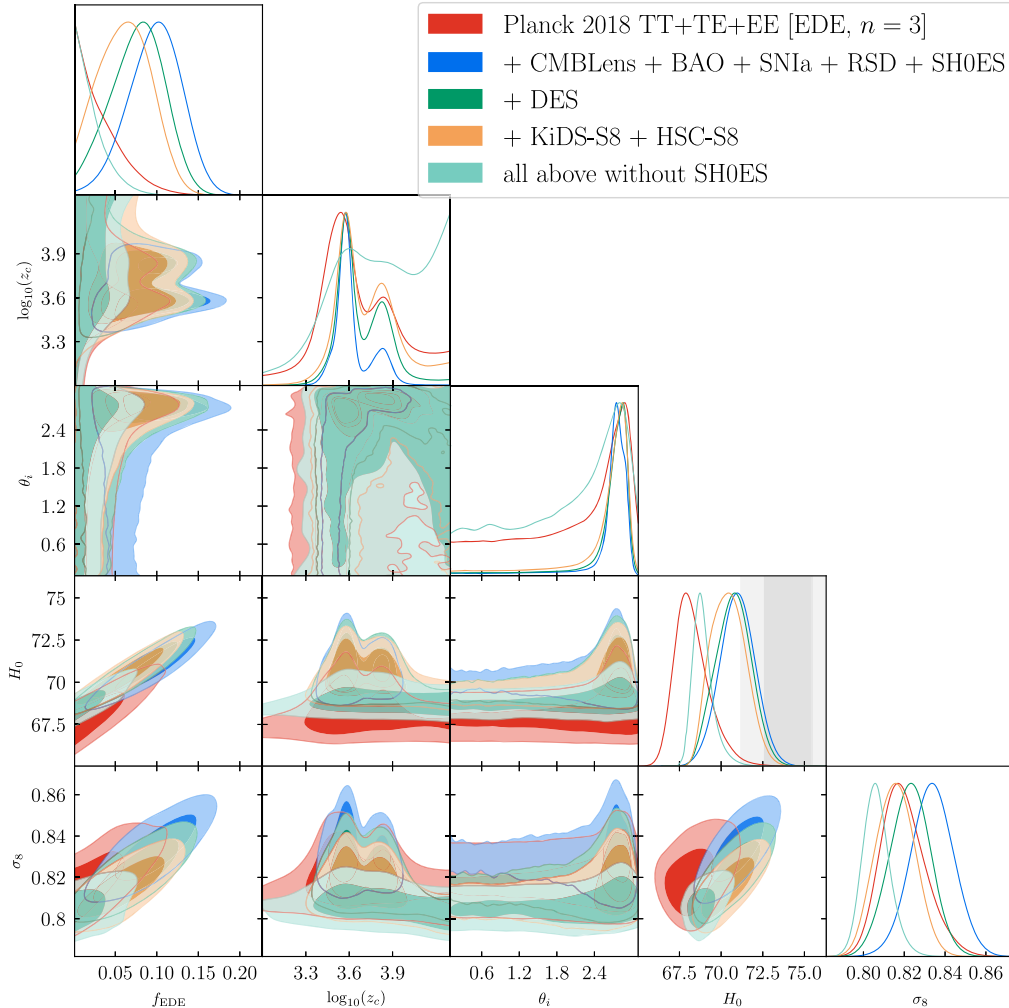 Planck 2018 TT+TE+EE [EDE, n = 3]
+ CMBLens + BAO + SNIa + RSD + SH0ES
+ DES
+ KiDS-S8 + HSC-S8
all above without SH0ES
log₁₀(z_c)
3.9
3.6
3.3
θᵢ
2.4
1.8
1.2
0.6
H₀
75
72.5
70
67.5
σ₈
0.86
0.84
0.82
0.8
0.05 0.10 0.15 0.20
3.3 3.6 3.9
0.6 1.2 1.8 2.4
67.5 70.0 72.5 75.0
0.80 0.82 0.84 0.86
f_EDE
log₁₀(z_c)
θᵢ
H₀
σ₈